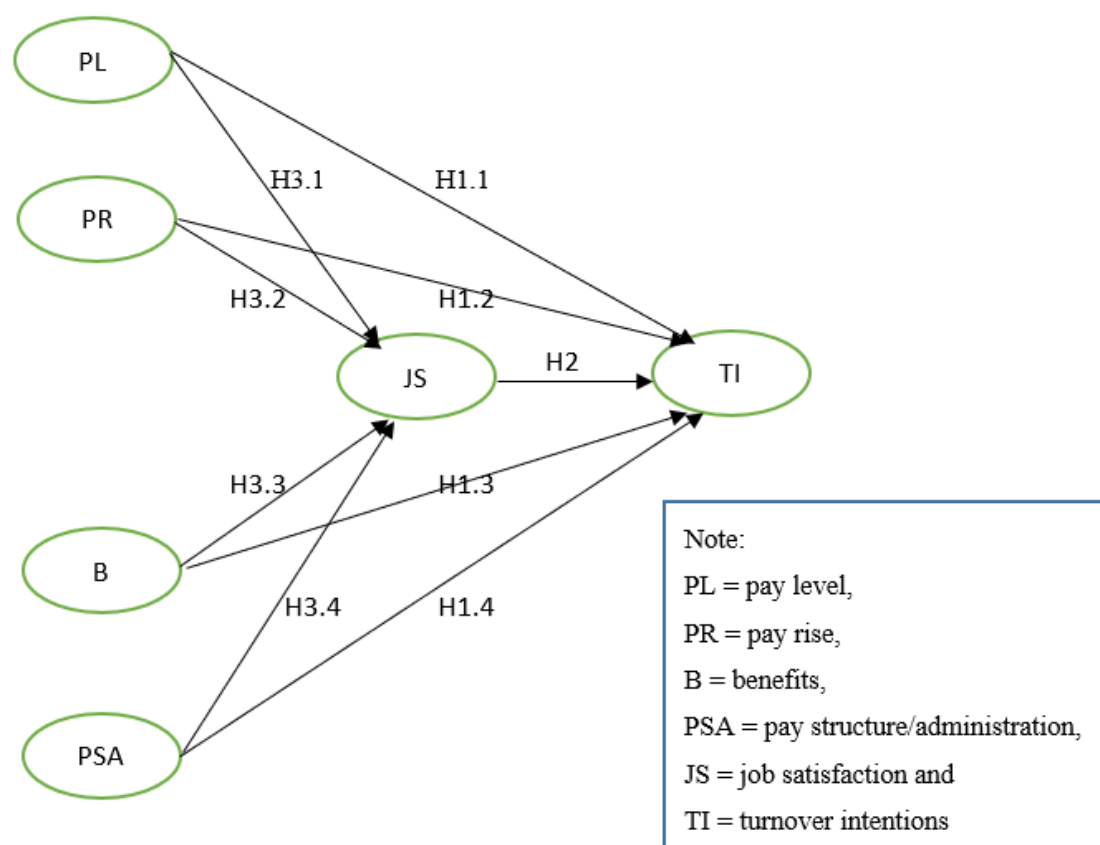 PL
H3.1
H1.1
PR
H3.2
H1.2
JS
H2
TI
H3.3
H1.3
B
H3.4
H1.4
PSA
Note:
PL = pay level,
PR = pay rise,
B = benefits,
PSA = pay structure/administration,
JS = job satisfaction and
TI = turnover intentions